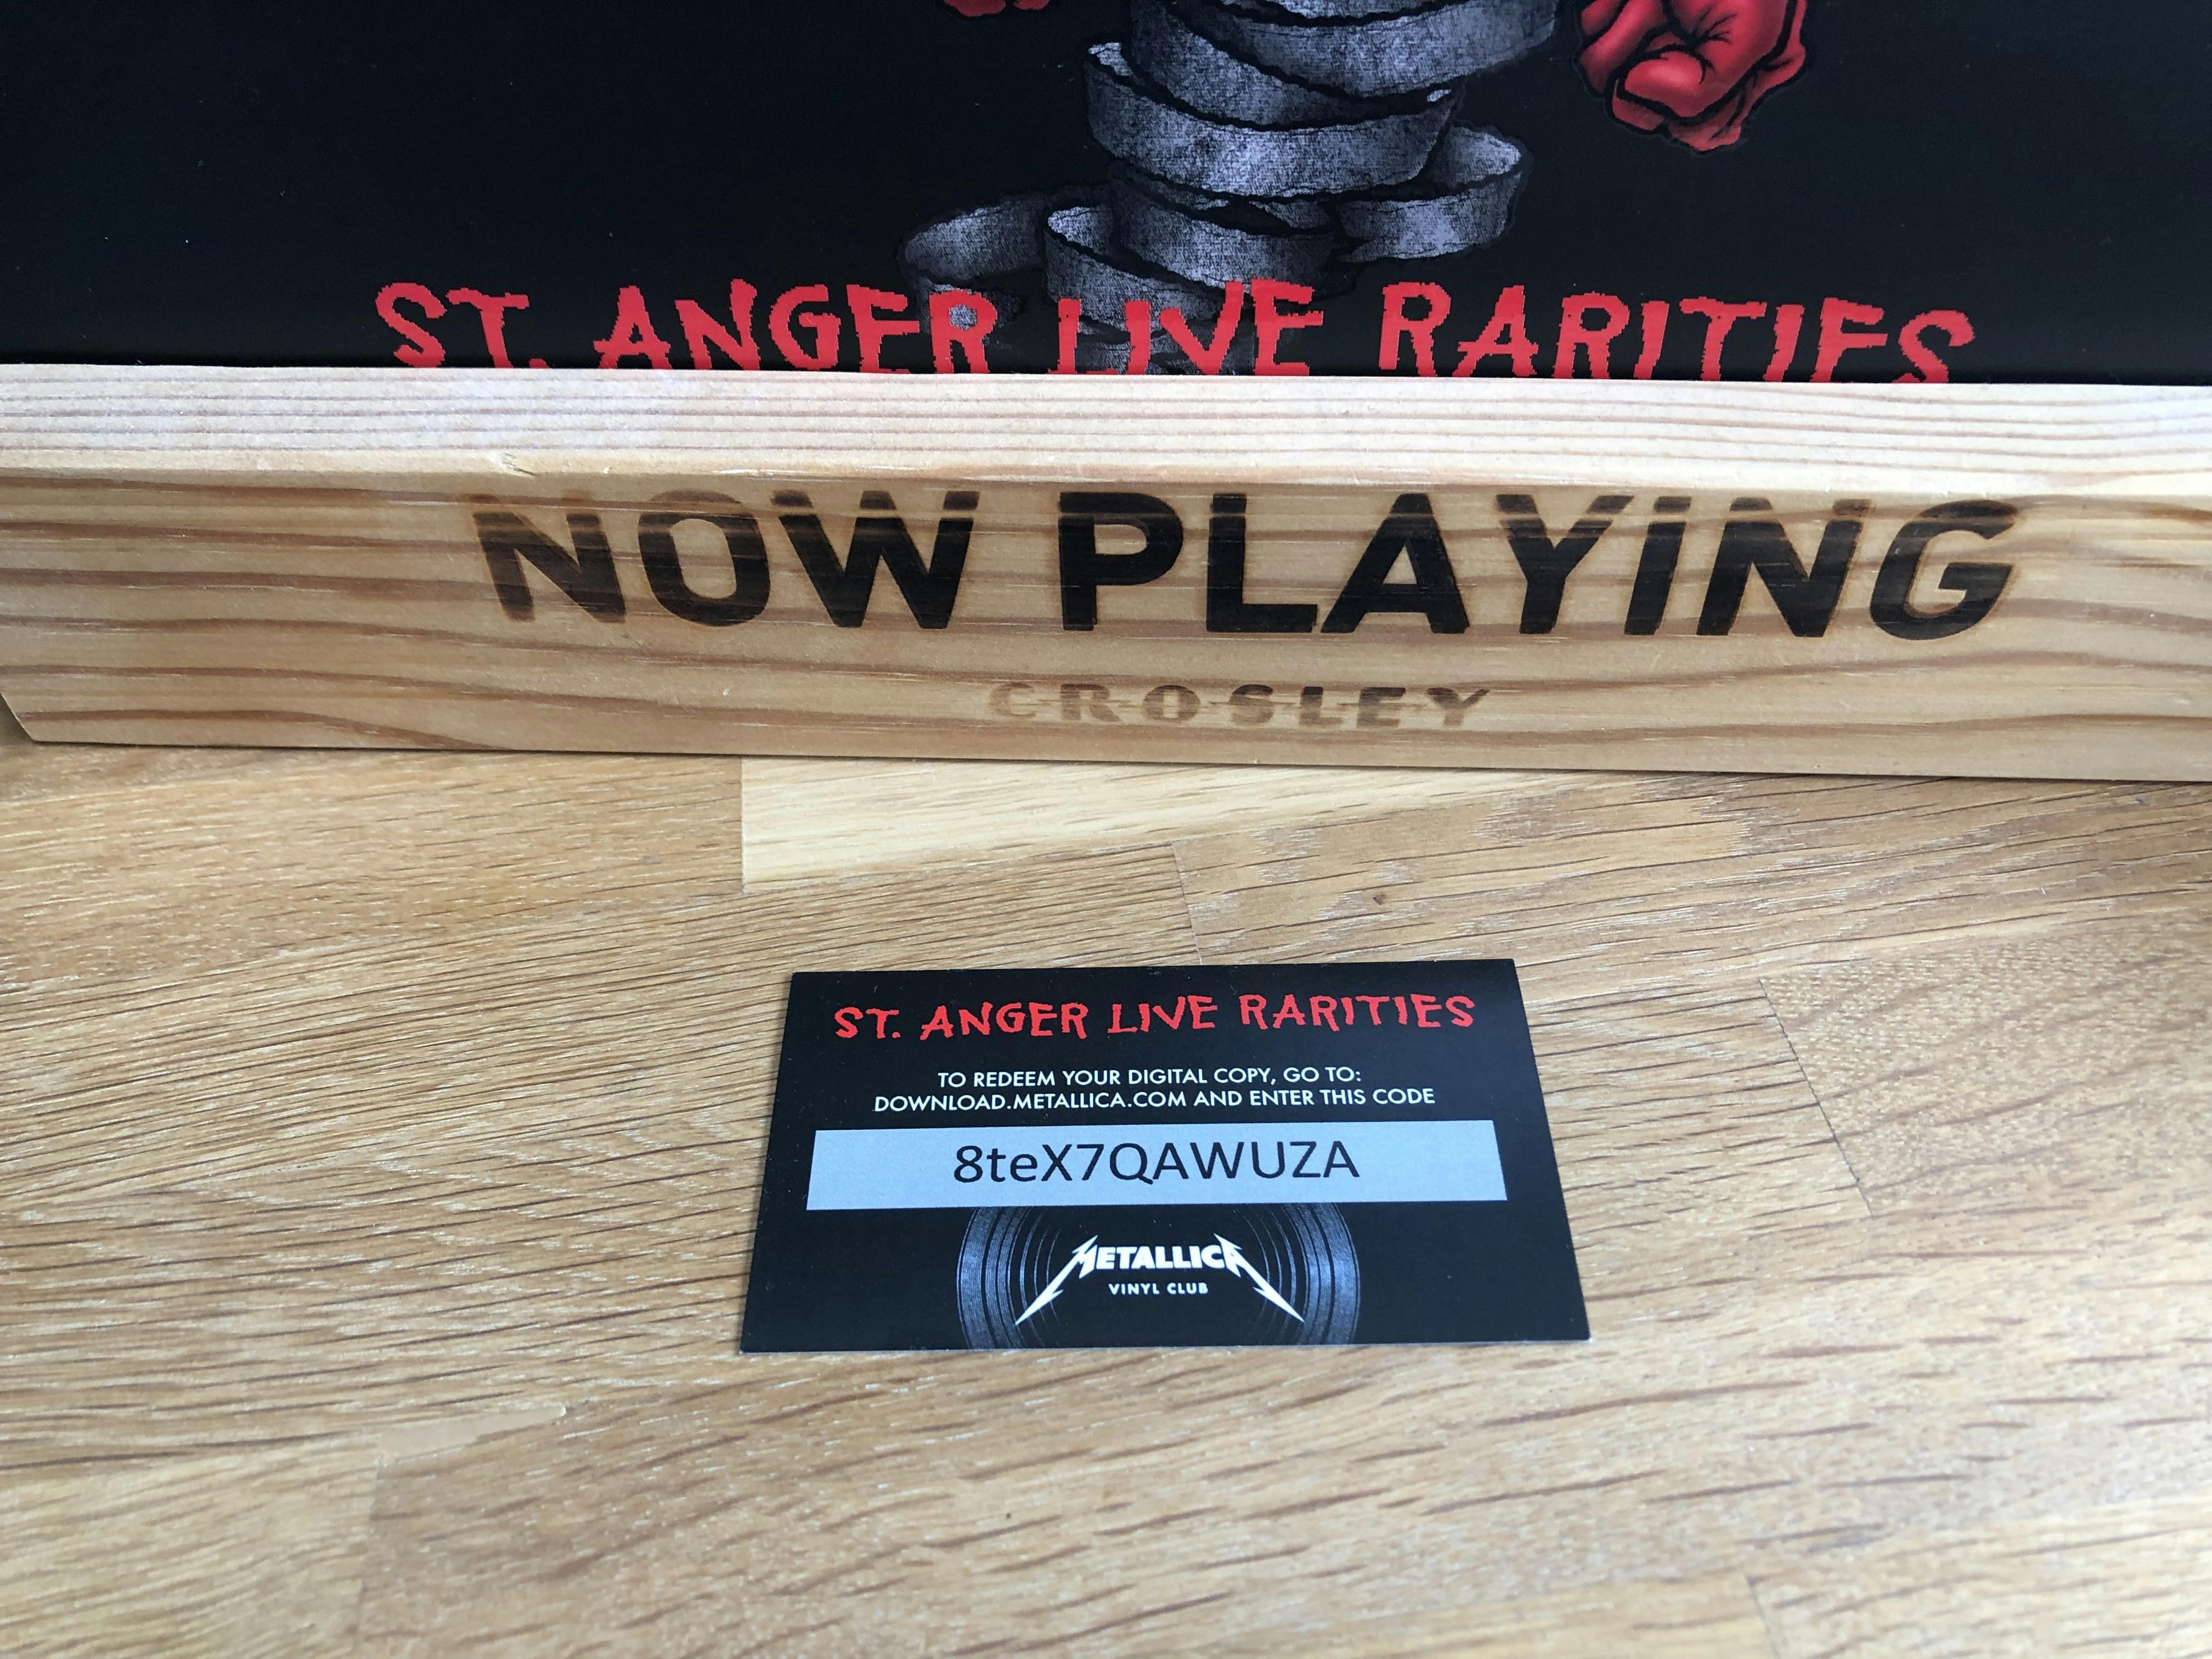 ST. ANGER LIVE RARITIES
NOW PLAYING
CROSLEY
ST. ANGER LIVE RARITIES
TO REDEEM YOUR DIGITAL COPY, GO TO:
DOWNLOAD.METALLICA.COM AND ENTER THIS CODE
8teX7QAWUZA
METALLICA
VINYL CLUB